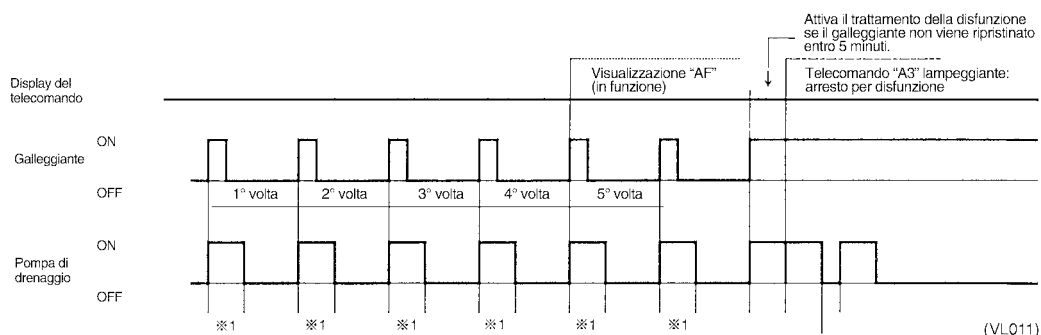 Attiva il trattamento della disfunzione
se il galleggiante non viene ripristinato
entro 5 minuti.
Display del
telecomando
Visualizzazione “AF”
(in funzione)
Telecomando “A3” lampeggiante:
arresto per disfunzione
Galleggiante
ON
OFF
1° volta
2° volta
3° volta
4° volta
5° volta
Pompa di
drenaggio
ON
OFF
※1
※1
※1
※1
※1
※1
(VL011)